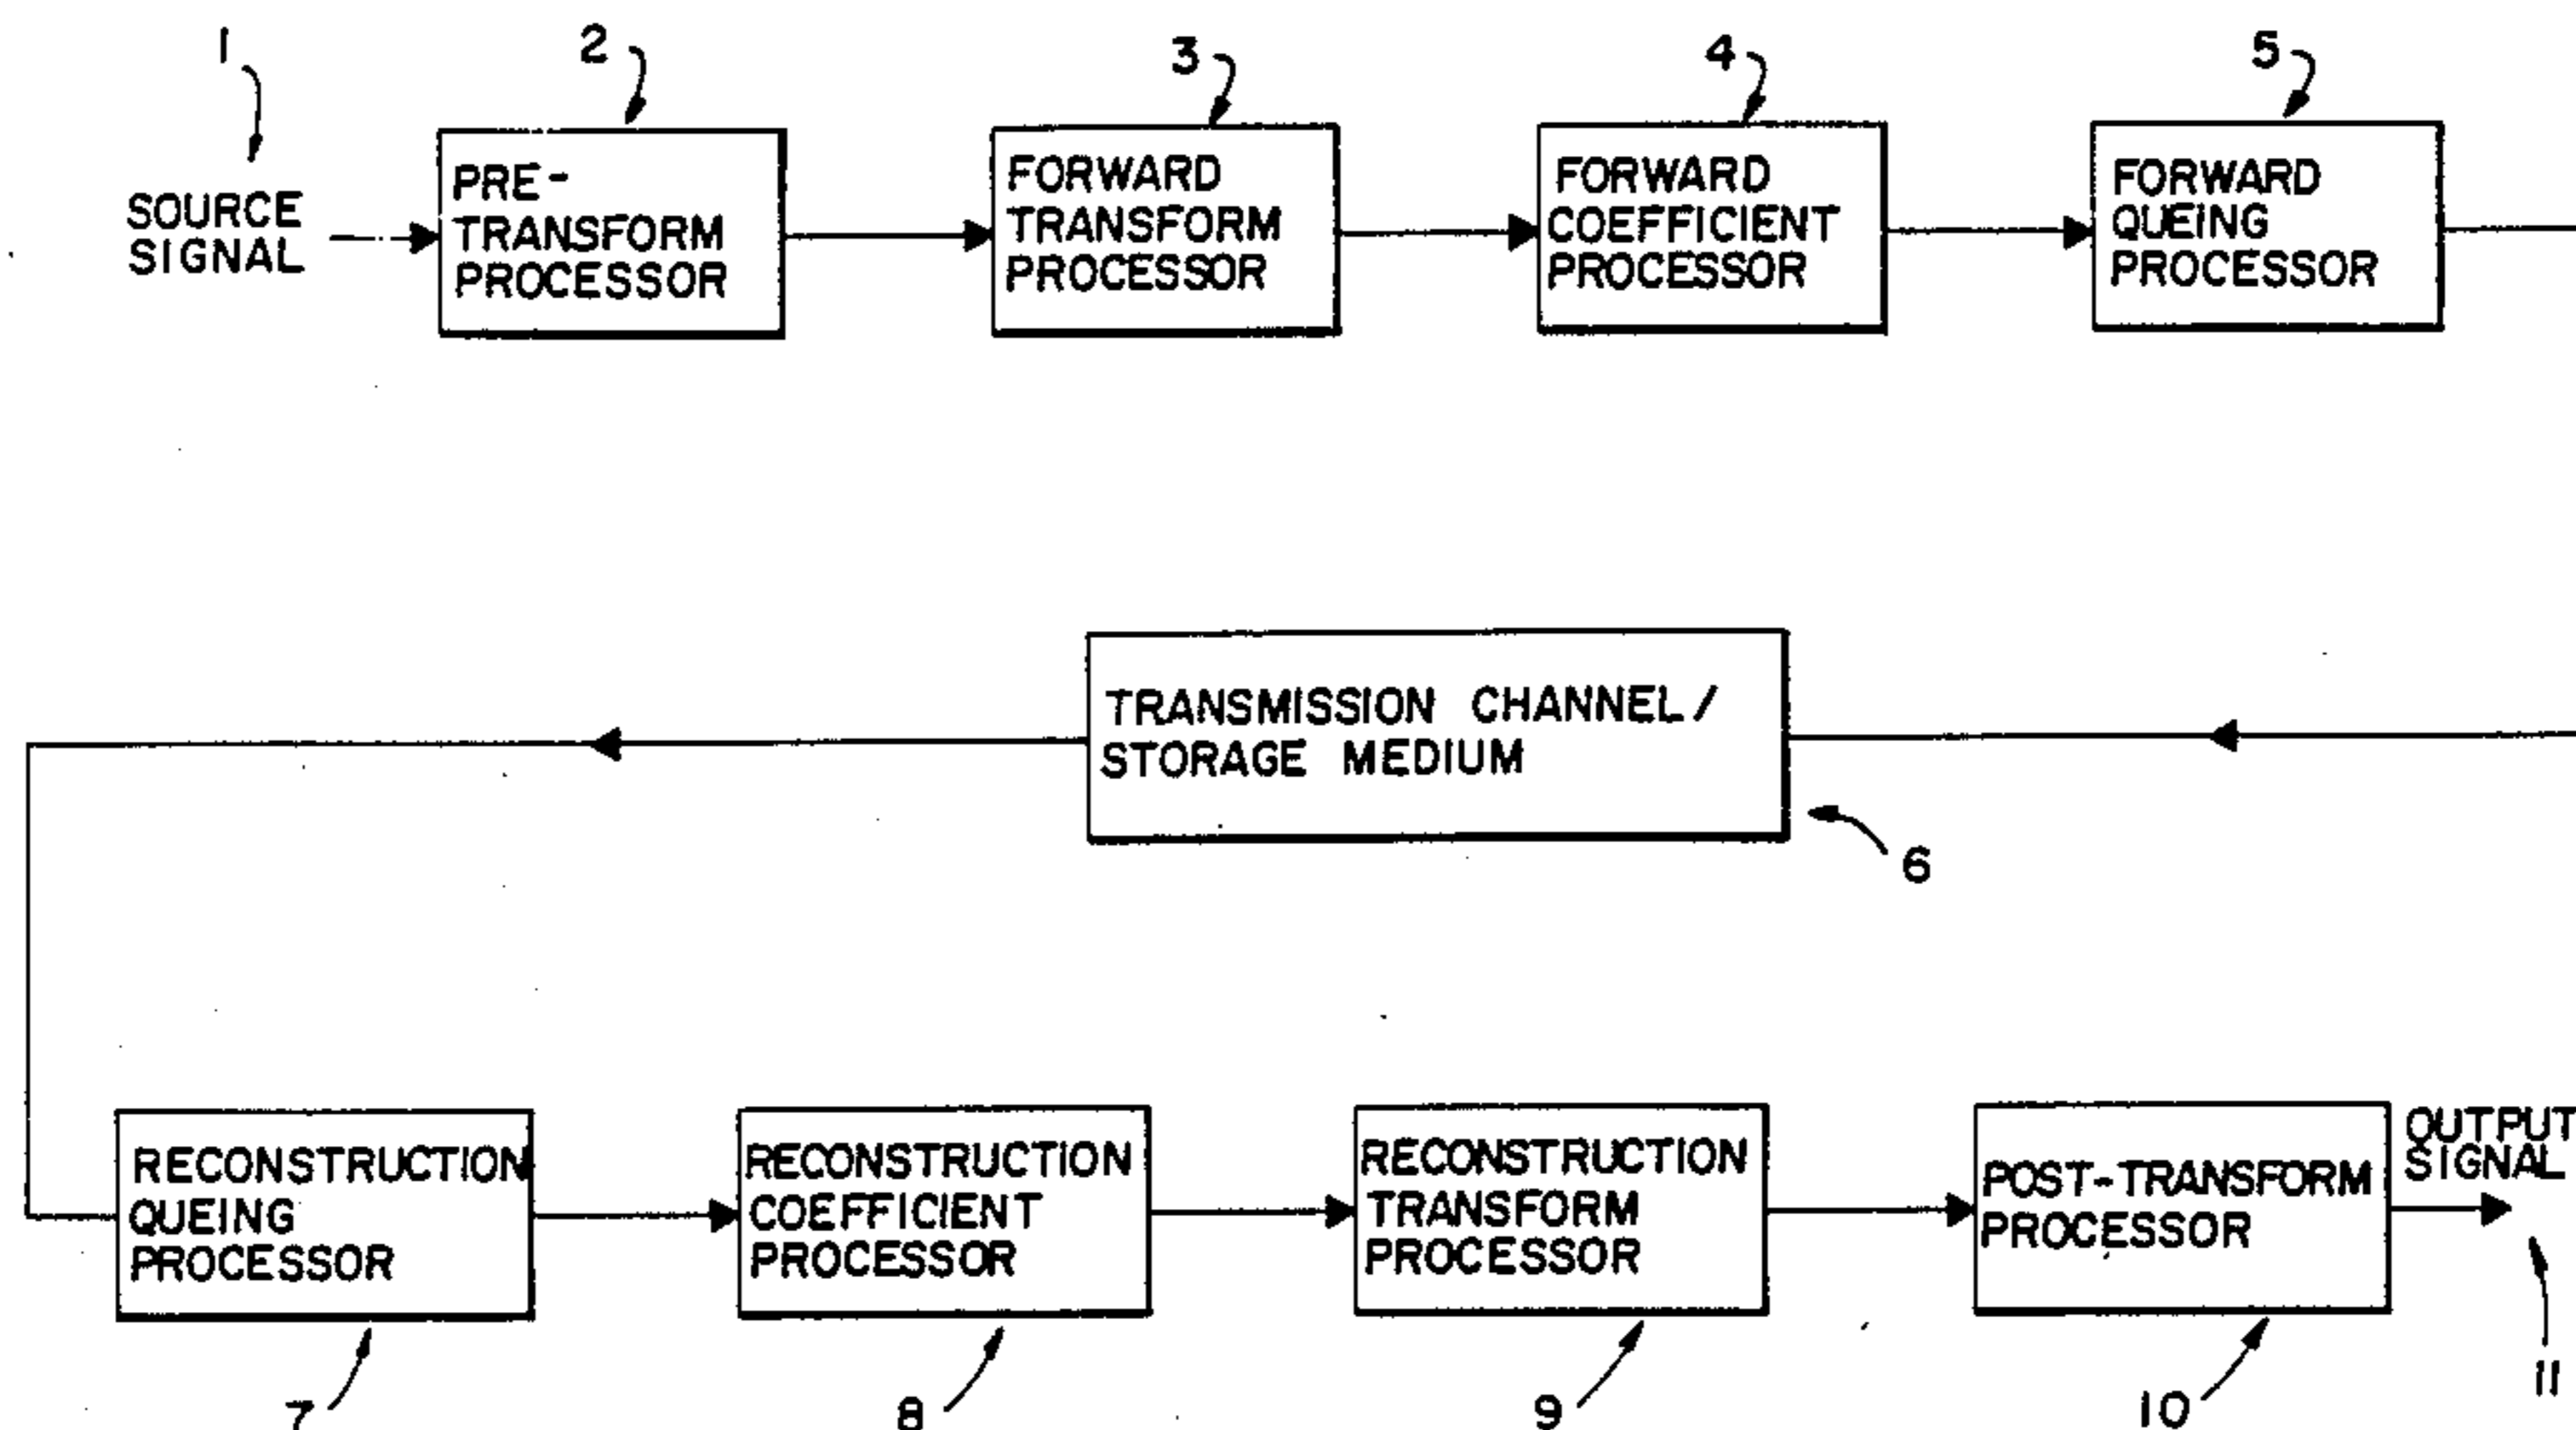 1
2
3
4
5
SOURCE
SIGNAL
PRE-
TRANSFORM
PROCESSOR
FORWARD
TRANSFORM
PROCESSOR
FORWARD
COEFFICIENT
PROCESSOR
FORWARD
QUEING
PROCESSOR
TRANSMISSION CHANNEL/
STORAGE MEDIUM
6
RECONSTRUCTION
QUEING
PROCESSOR
RECONSTRUCTION
COEFFICIENT
PROCESSOR
RECONSTRUCTION
TRANSFORM
PROCESSOR
POST-TRANSFORM
PROCESSOR
OUTPUT
SIGNAL
7
8
9
10
11